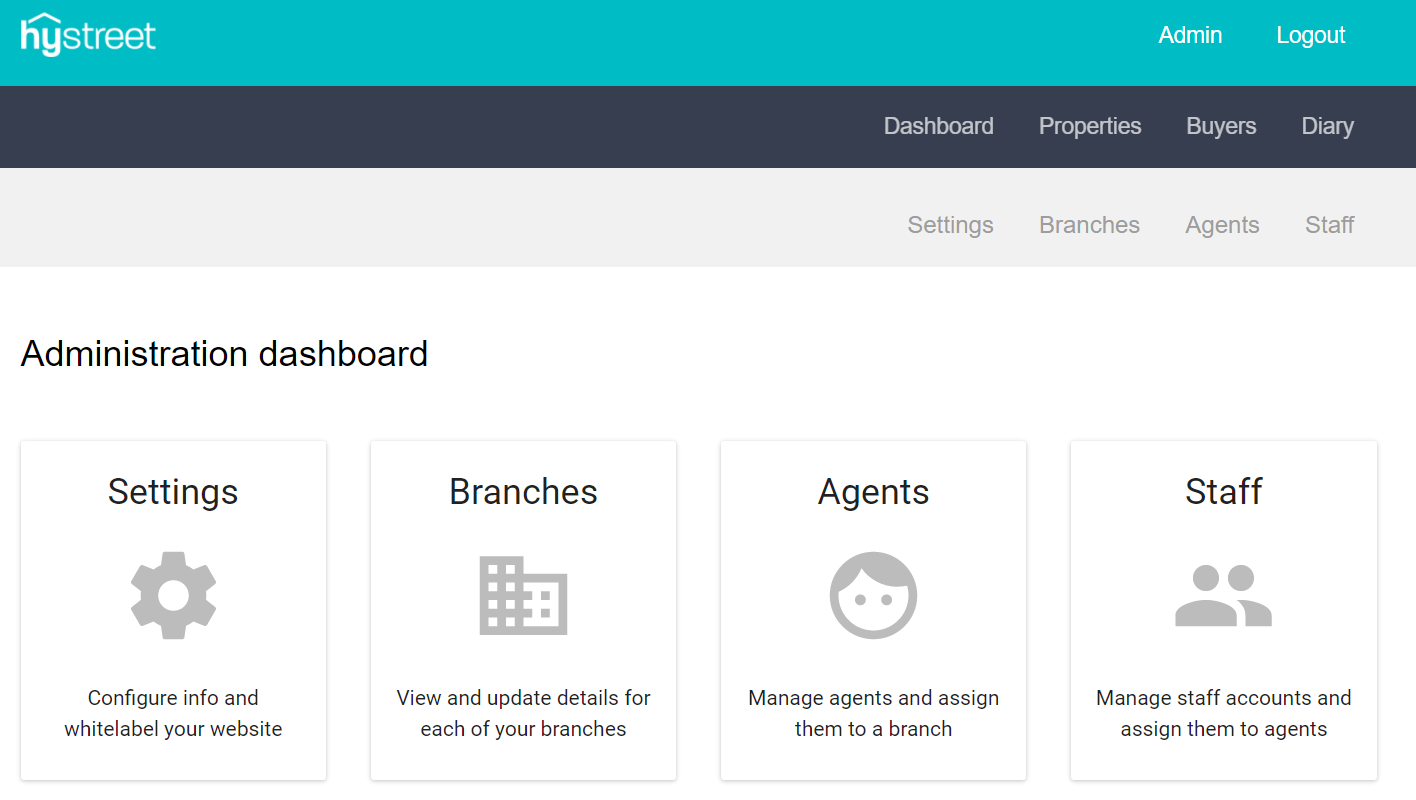 hystreet
Admin Logout
Dashboard Properties Buyers Diary
Settings Branches Agents Staff
Administration dashboard
Settings
Configure info and
whitelabel your website
Branches
View and update details for
each of your branches
Agents
Manage agents and assign
them to a branch
Staff
Manage staff accounts and
assign them to agents